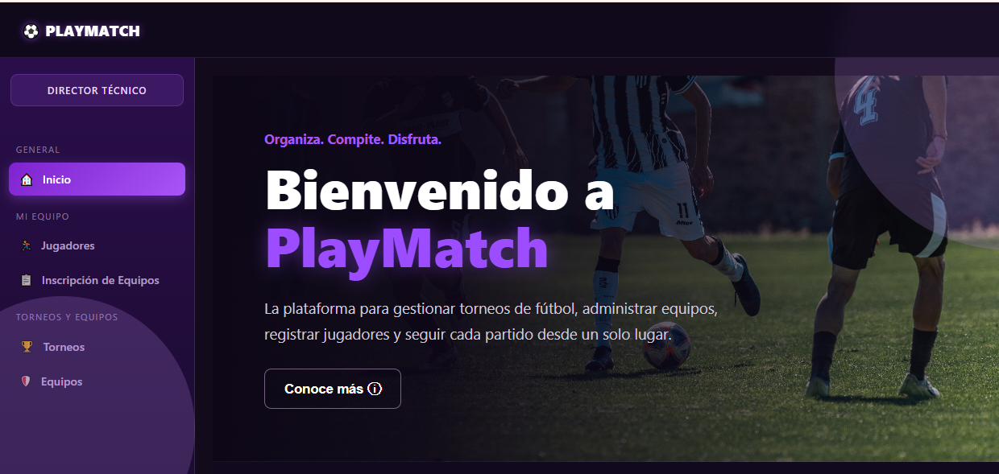 PLAYMATCH
DIRECTOR TÉCNICO
GENERAL
Inicio
MI EQUIPO
Jugadores
Inscripción de Equipos
TORNEOS Y EQUIPOS
Torneos
Equipos
Organiza. Compite. Disfruta.
Bienvenido a
PlayMatch
La plataforma para gestionar torneos de fútbol, administrar equipos,
registrar jugadores y seguir cada partido desde un solo lugar.
Conoce más ⓘ
11
4